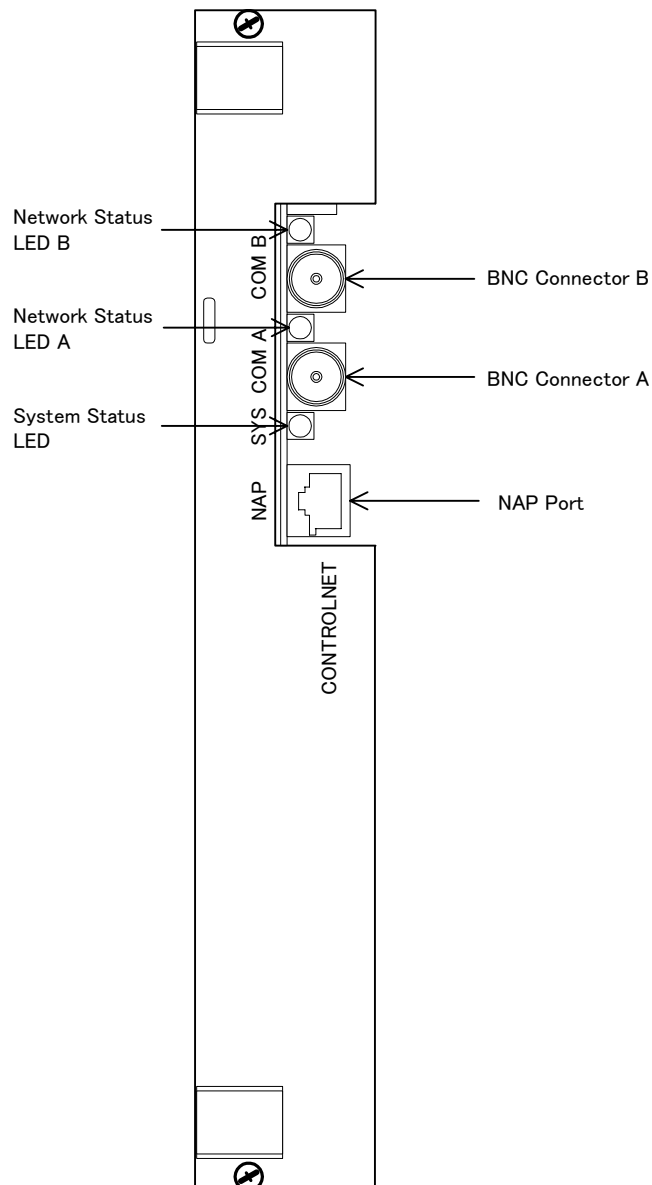 Network Status
LED B
COM B
BNC Connector B
Network Status
LED A
COM A
BNC Connector A
System Status
LED
SYS
NAP
NAP Port
CONTROLNET